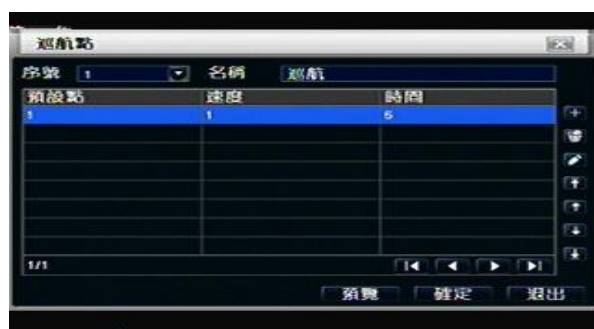 巡航點
序號 1 名稱 巡航
預設點 速度 時間
1 1 5
1/1
預覽 確定 退出